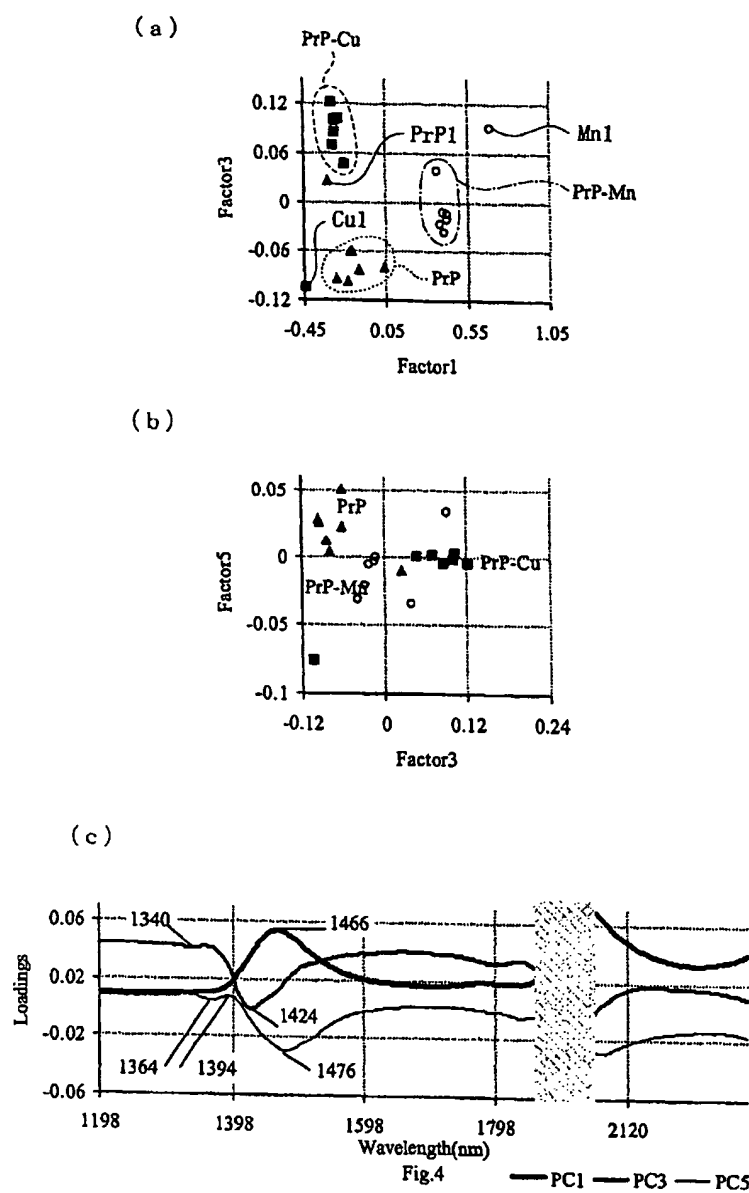 (a)
PrP-Cu
0.12
0.06
0
-0.06
-0.12
Factor3
PrP1
Cu1
Mn1
PrP-Mn
PrP
-0.45 0.05 0.55 1.05
Factor1
(b)
0.05
0
-0.05
-0.1
Factor5
PrP
PrP-Mn
PrP-Cu
-0.12 0 0.12 0.24
Factor3
(c)
0.06
0.02
-0.02
-0.06
Loadings
1340
1466
1424
1364
1394
1476
1198 1398 1598 1798 2120
Wavelength(nm)
Fig.4
PC1 PC3 PC5